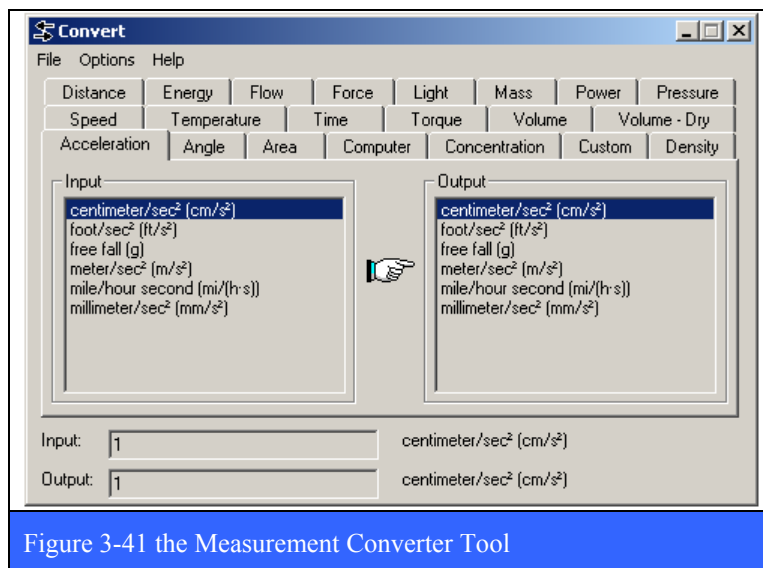 Convert
File Options Help
Distance Energy Flow Force Light Mass Power Pressure
Speed Temperature Time Torque Volume Volume - Dry
Acceleration Angle Area Computer Concentration Custom Density
Input
centimeter/sec² (cm/s²)
foot/sec² (ft/s²)
free fall (g)
meter/sec² (m/s²)
mile/hour second (mi/(h·s))
millimeter/sec² (mm/s²)
Output
centimeter/sec² (cm/s²)
foot/sec² (ft/s²)
free fall (g)
meter/sec² (m/s²)
mile/hour second (mi/(h·s))
millimeter/sec² (mm/s²)
Input: 1 centimeter/sec² (cm/s²)
Output: 1 centimeter/sec² (cm/s²)
Figure 3-41 the Measurement Converter Tool